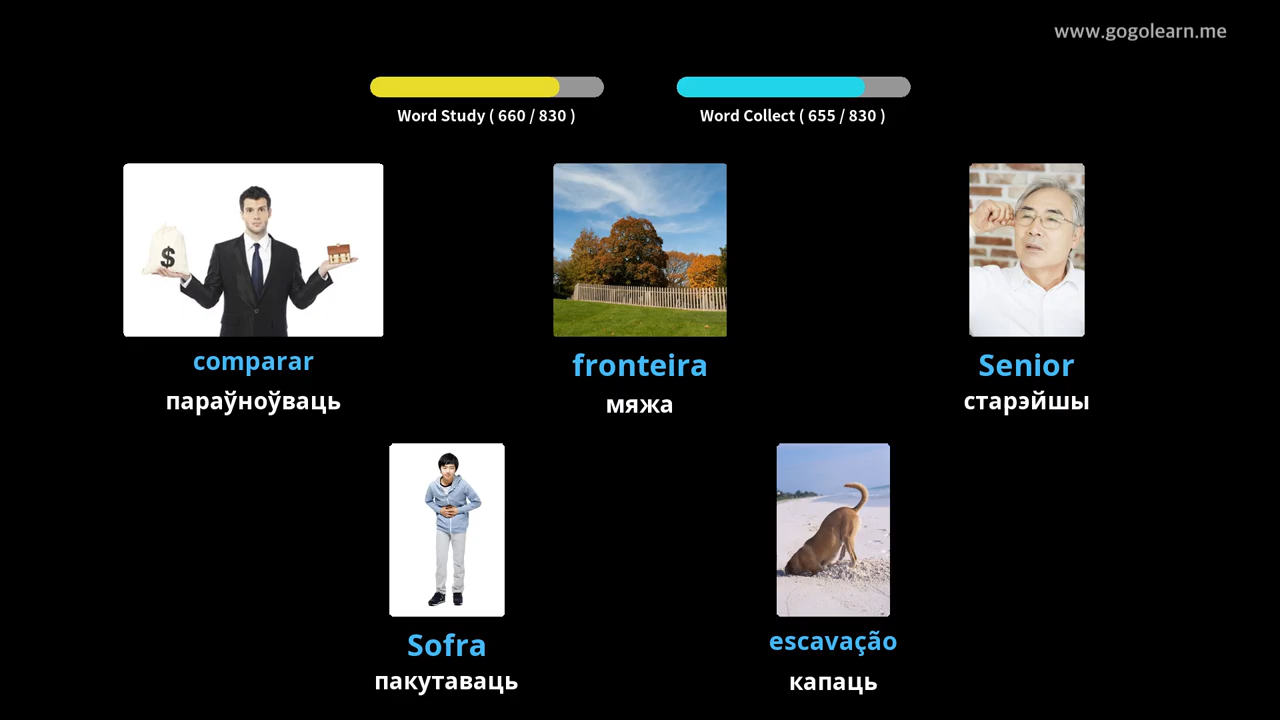 www.gogolearn.me
Word Study ( 660 / 830 )
Word Collect ( 655 / 830 )
$
comparar
параўноўваць
fronteira
мяжа
Senior
старэйшы
Sofra
пакутаваць
escavação
капаць